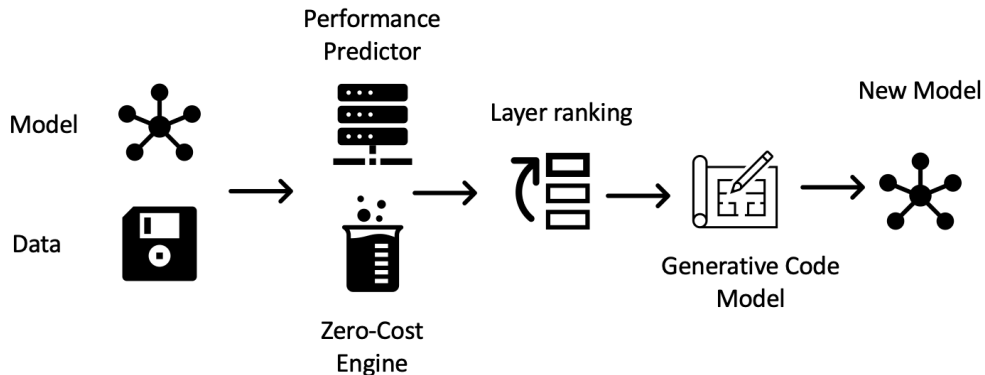 Model
Data
Performance
Predictor
Zero-Cost
Engine
Layer ranking
Generative Code
Model
New Model